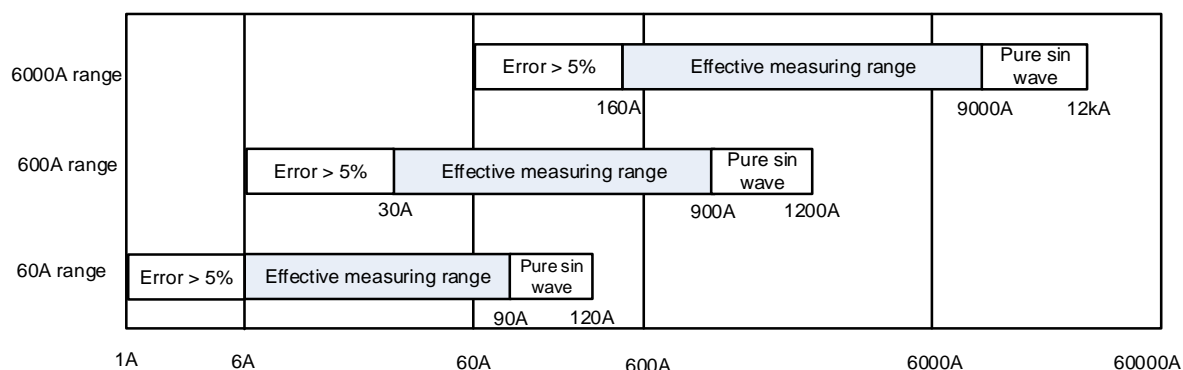 6000A range
Error > 5%
Effective measuring range
Pure sin
wave
160A
9000A
12kA
600A range
Error > 5%
Effective measuring range
Pure sin
wave
30A
900A
1200A
60A range
Error > 5%
Effective measuring range
Pure sin
wave
90A
120A
1A
6A
60A
600A
6000A
60000A